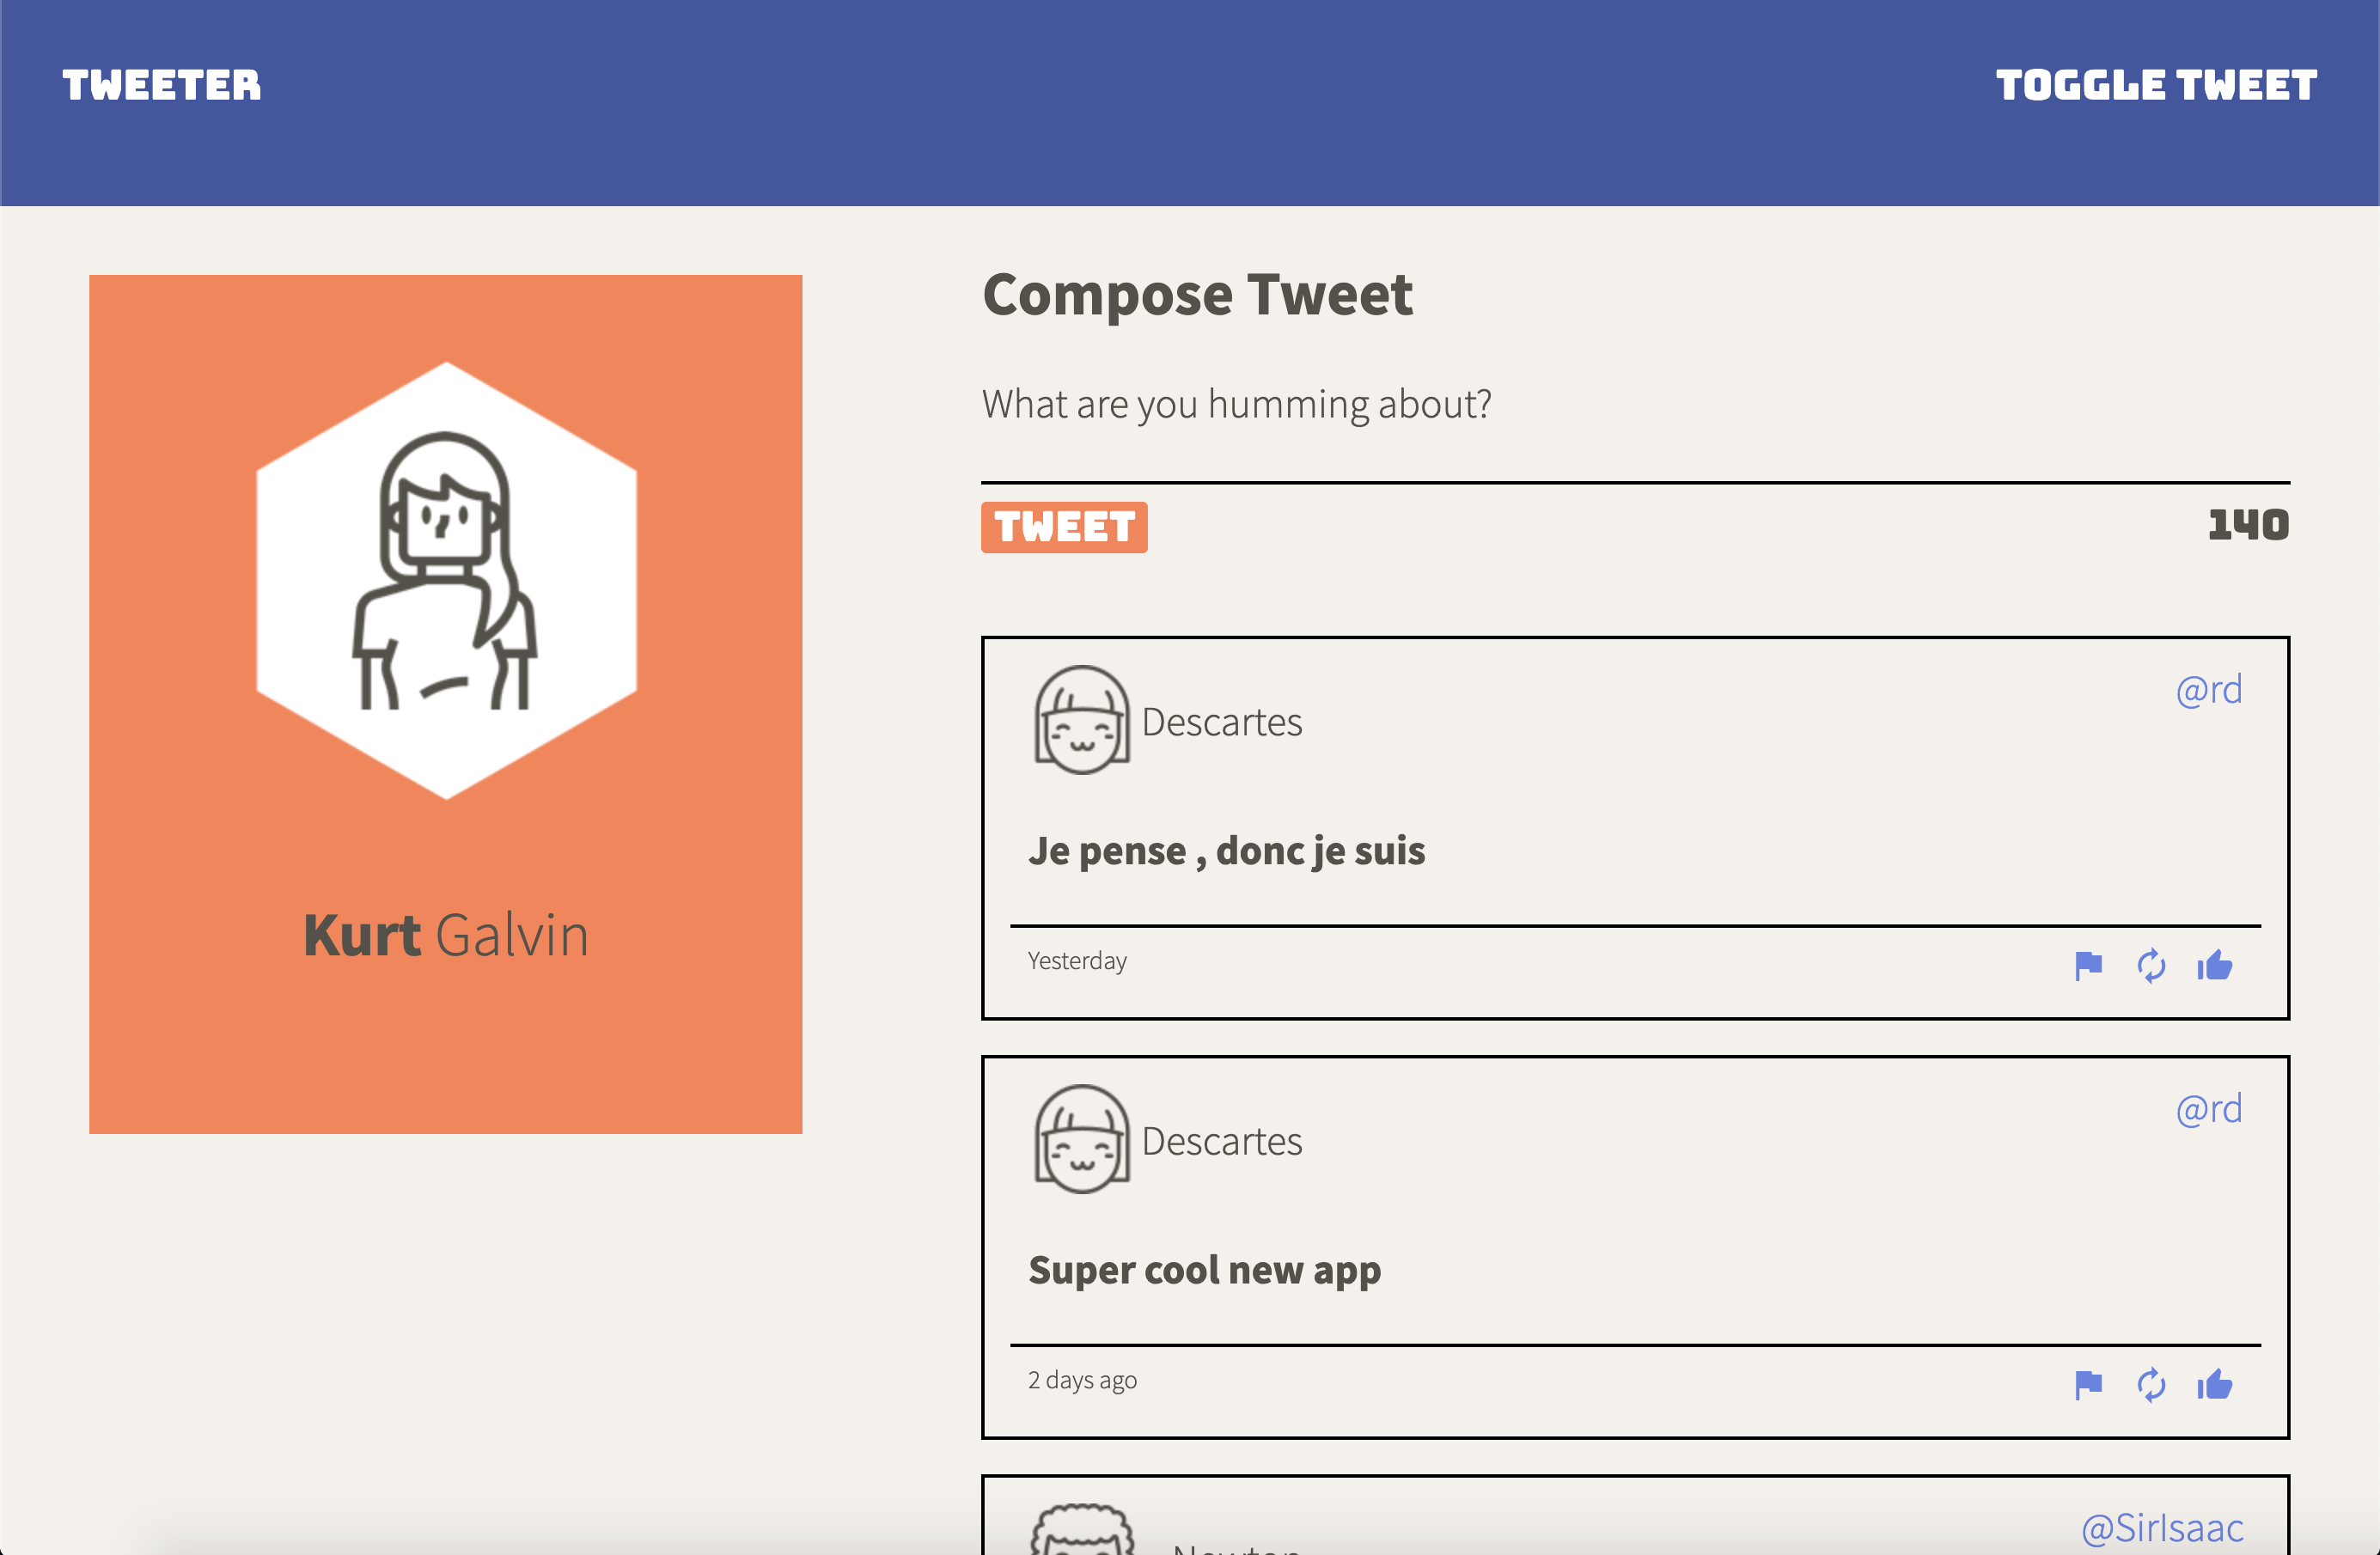 TWEETER
TOGGLE TWEET
Kurt Galvin
Compose Tweet
What are you humming about?
TWEET
140
Descartes
@rd
Je pense , donc je suis
Yesterday
Descartes
@rd
Super cool new app
2 days ago
Newton
@SirIsaac